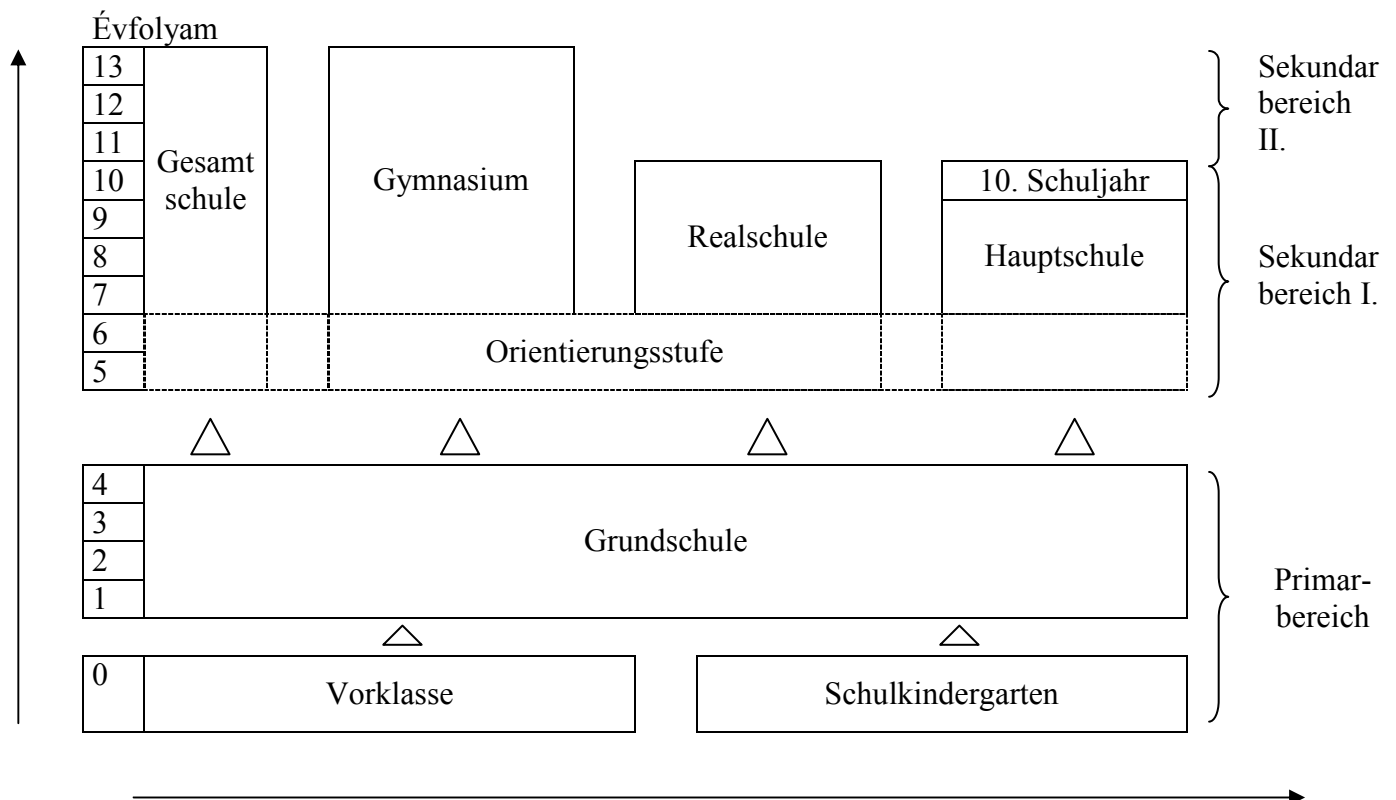 Évfolyam
13
12
11
10
9
8
7
6
5
Gesamt
schule
Gymnasium
Realschule
10. Schuljahr
Hauptschule
Orientierungsstufe
Sekundar
bereich
II.
Sekundar
bereich I.
4
3
2
1
Grundschule
Primar-
bereich
0
Vorklasse
Schulkindergarten